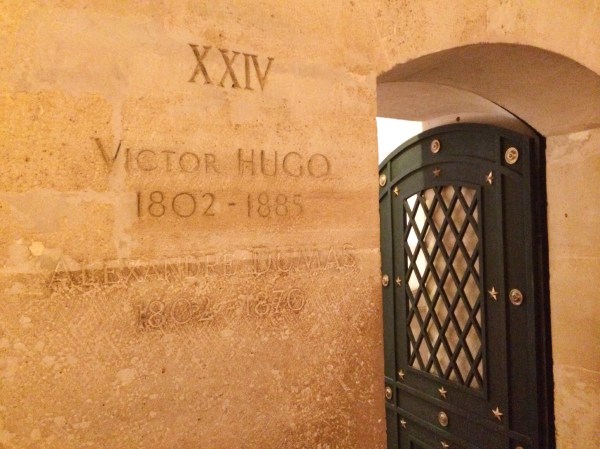 XXIV
VICTOR HUGO
1802 - 1885
ALEXANDRE DUMAS
1802 - 1870